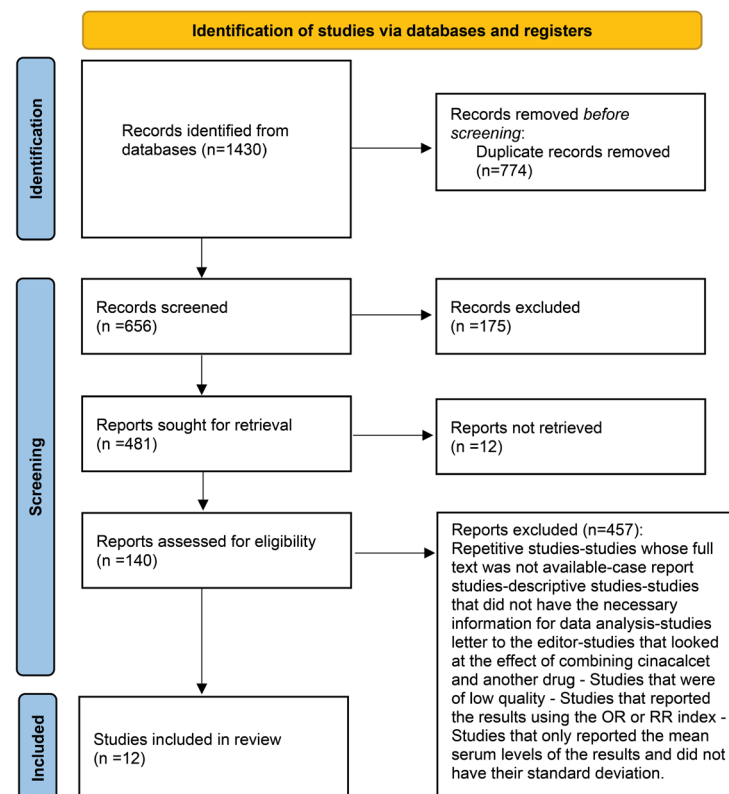 Identification of studies via databases and registers
Identification
Records identified from
databases (n=1430)
Records removed before
screening:
Duplicate records removed
(n=774)
Screening
Records screened
(n =656)
Records excluded
(n =175)
Reports sought for retrieval
(n =481)
Reports not retrieved
(n =12)
Reports assessed for eligibility
(n =140)
Reports excluded (n=457):
Repetitive studies-studies whose full
text was not available-case report
studies-descriptive studies-studies
that did not have the necessary
information for data analysis-studies
letter to the editor-studies that looked
at the effect of combining cinacalcet
and another drug - Studies that were
of low quality - Studies that reported
the results using the OR or RR index -
Studies that only reported the mean
serum levels of the results and did not
have their standard deviation.
Included
Studies included in review
(n =12)